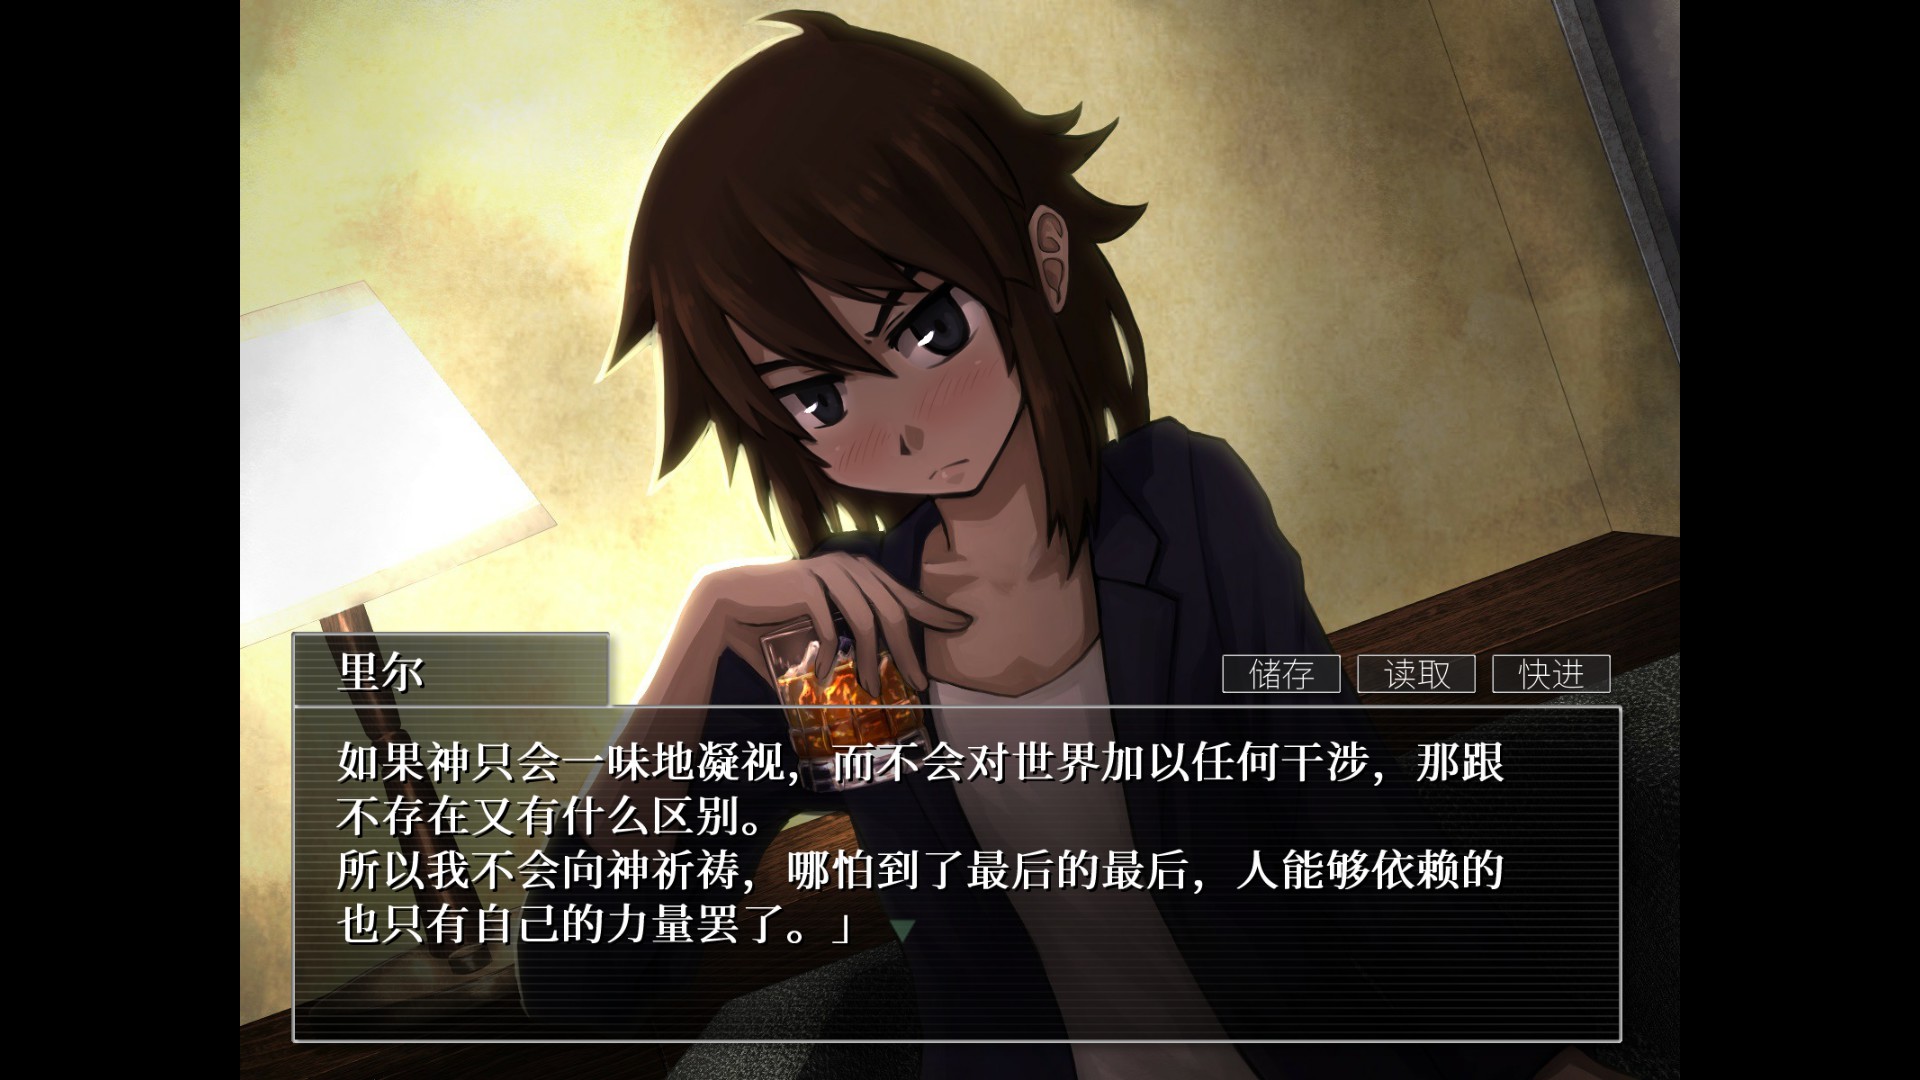 里尔
储存 读取 快进
如果神只会一味地凝视，而不会对世界加以任何干涉，那跟
不存在又有什么区别。
所以我不会向神祈祷，哪怕到了最后的最后，人能够依赖的
也只有自己的力量罢了。」